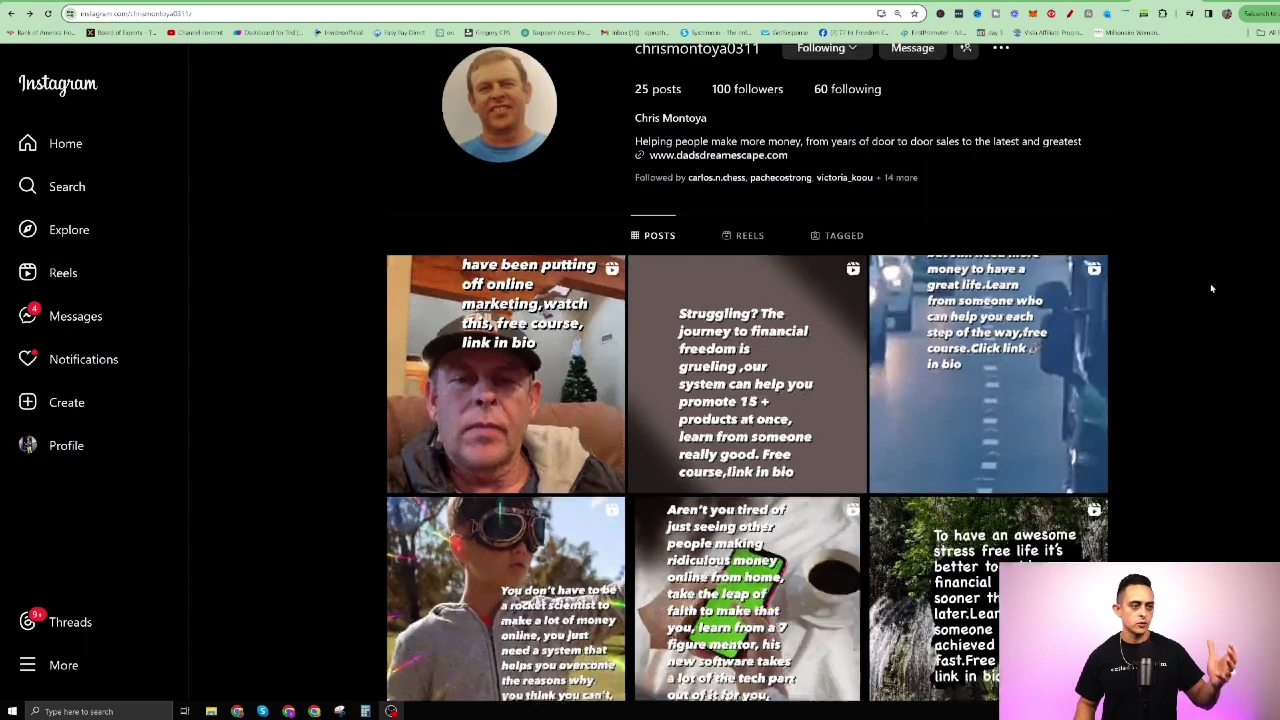 instagram.com/chrismontoya0311/
Instagram
Home
Search
Explore
Reels
4
Messages
Notifications
Create
Profile
9+
Threads
More
chrismontoya0311
Following
Message
25 posts
100 followers
60 following
Chris Montoya
Helping people make more money, from years of door to door sales to the latest and greatest
www.dadsdreamescape.com
Followed by carlos.n.chess, pachecostrong, victoria_koou + 14 more
POSTS
REELS
TAGGED
have been putting
off online
marketing,watch
this, free course,
link in bio
Struggling? The
journey to financial
freedom is
grueling ,our
system can help you
promote 15 +
products at once,
learn from someone
really good. Free
course,link in bio
money to have a
great life.Learn
from someone who
can help you each
step of the way,free
course.Click link
in bio
You don't have to be
a rocket scientist to
make a lot of money
online, you just
need a system that
helps you overcome
the reasons why
you think you can't,
Aren't you tired of
just seeing other
people making
ridiculous money
online from home,
take the leap of
faith to make that
you, learn from a 7
figure mentor, his
new software takes
a lot of the tech part
out of it for you,
To have an awesome
stress free life it's
better to
financial
sooner
later.
someone
achieved
fast.Free
link in
Type here to search